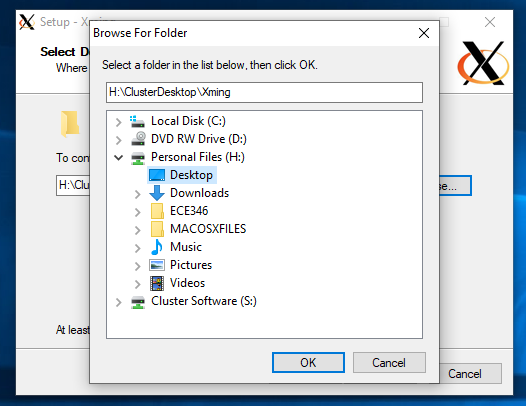 Setup - Xming
Browse For Folder
Select a folder in the list below, then click OK.
H:\ClusterDesktop\Xming
Local Disk (C:)
DVD RW Drive (D:)
Personal Files (H:)
Desktop
Downloads
ECE346
MACOSXFILES
Music
Pictures
Videos
Cluster Software (S:)
OK
Cancel
Select D
Where
To con
H:\Clu
se...
At least
Cancel